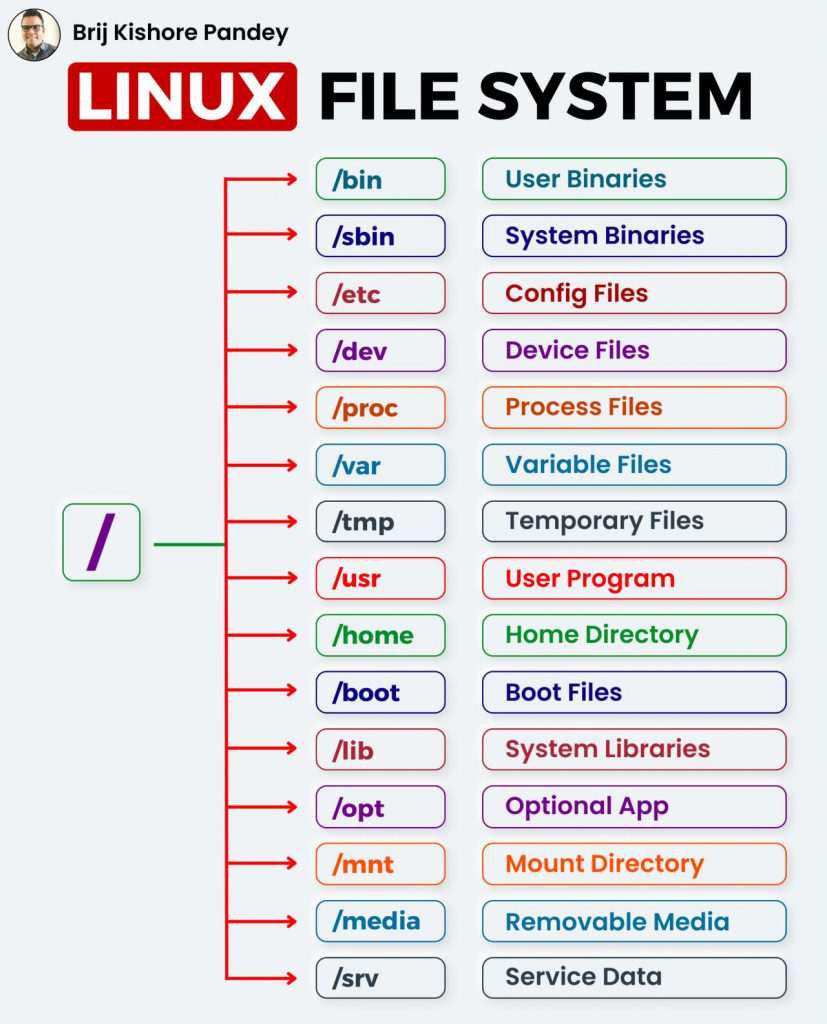 Brij Kishore Pandey
LINUX FILE SYSTEM
/bin User Binaries
/sbin System Binaries
/etc Config Files
/dev Device Files
/proc Process Files
/var Variable Files
/tmp Temporary Files
/
/usr User Program
/home Home Directory
/boot Boot Files
/lib System Libraries
/opt Optional App
/mnt Mount Directory
/media Removable Media
/srv Service Data